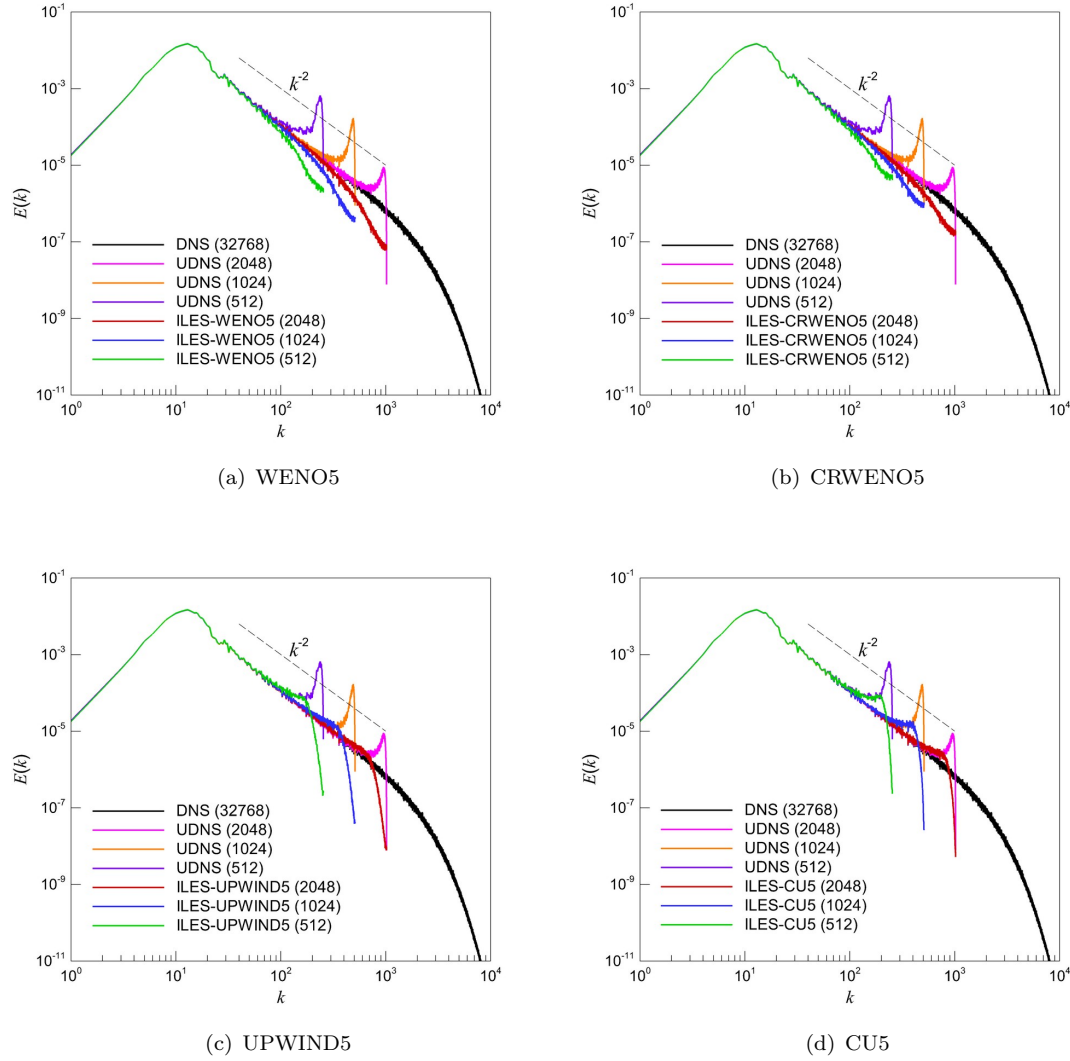 10^-1
10^-3
10^-5
10^-7
10^-9
10^-11
E(k)
k^-2
DNS (32768)
UDNS (2048)
UDNS (1024)
UDNS (512)
ILES-WENO5 (2048)
ILES-WENO5 (1024)
ILES-WENO5 (512)
10^0 10^1 10^2 10^3 10^4
k
(a) WENO5
10^-1
10^-3
10^-5
10^-7
10^-9
10^-11
E(k)
k^-2
DNS (32768)
UDNS (2048)
UDNS (1024)
UDNS (512)
ILES-CRWENO5 (2048)
ILES-CRWENO5 (1024)
ILES-CRWENO5 (512)
10^0 10^1 10^2 10^3 10^4
k
(b) CRWENO5
10^-1
10^-3
10^-5
10^-7
10^-9
10^-11
E(k)
k^-2
DNS (32768)
UDNS (2048)
UDNS (1024)
UDNS (512)
ILES-UPWIND5 (2048)
ILES-UPWIND5 (1024)
ILES-UPWIND5 (512)
10^0 10^1 10^2 10^3 10^4
k
(c) UPWIND5
10^-1
10^-3
10^-5
10^-7
10^-9
10^-11
E(k)
k^-2
DNS (32768)
UDNS (2048)
UDNS (1024)
UDNS (512)
ILES-CU5 (2048)
ILES-CU5 (1024)
ILES-CU5 (512)
10^0 10^1 10^2 10^3 10^4
k
(d) CU5